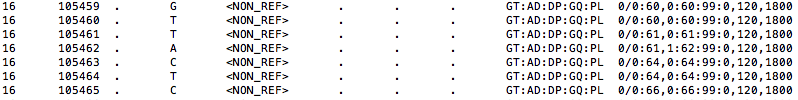 16 105459 . G <NON_REF> . . . GT:AD:DP:GQ:PL 0/0:60,0:60:99:0,120,1800
16 105460 . T <NON_REF> . . . GT:AD:DP:GQ:PL 0/0:60,0:60:99:0,120,1800
16 105461 . T <NON_REF> . . . GT:AD:DP:GQ:PL 0/0:61,0:61:99:0,120,1800
16 105462 . A <NON_REF> . . . GT:AD:DP:GQ:PL 0/0:61,1:62:99:0,120,1800
16 105463 . C <NON_REF> . . . GT:AD:DP:GQ:PL 0/0:64,0:64:99:0,120,1800
16 105464 . T <NON_REF> . . . GT:AD:DP:GQ:PL 0/0:64,0:64:99:0,120,1800
16 105465 . C <NON_REF> . . . GT:AD:DP:GQ:PL 0/0:66,0:66:99:0,120,1800